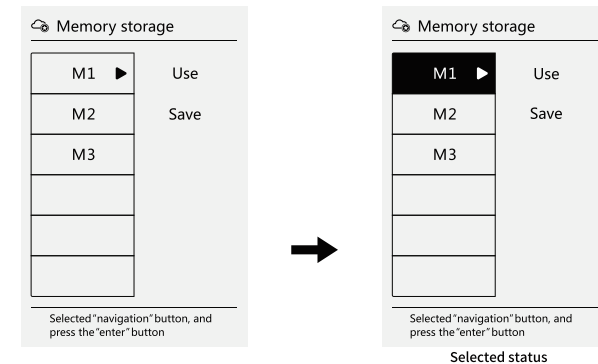 Memory storage
M1 Use
M2 Save
M3
Selected"navigation"button, and
press the"enter"button
Memory storage
M1 Use
M2 Save
M3
Selected"navigation"button, and
press the"enter"button
Selected status